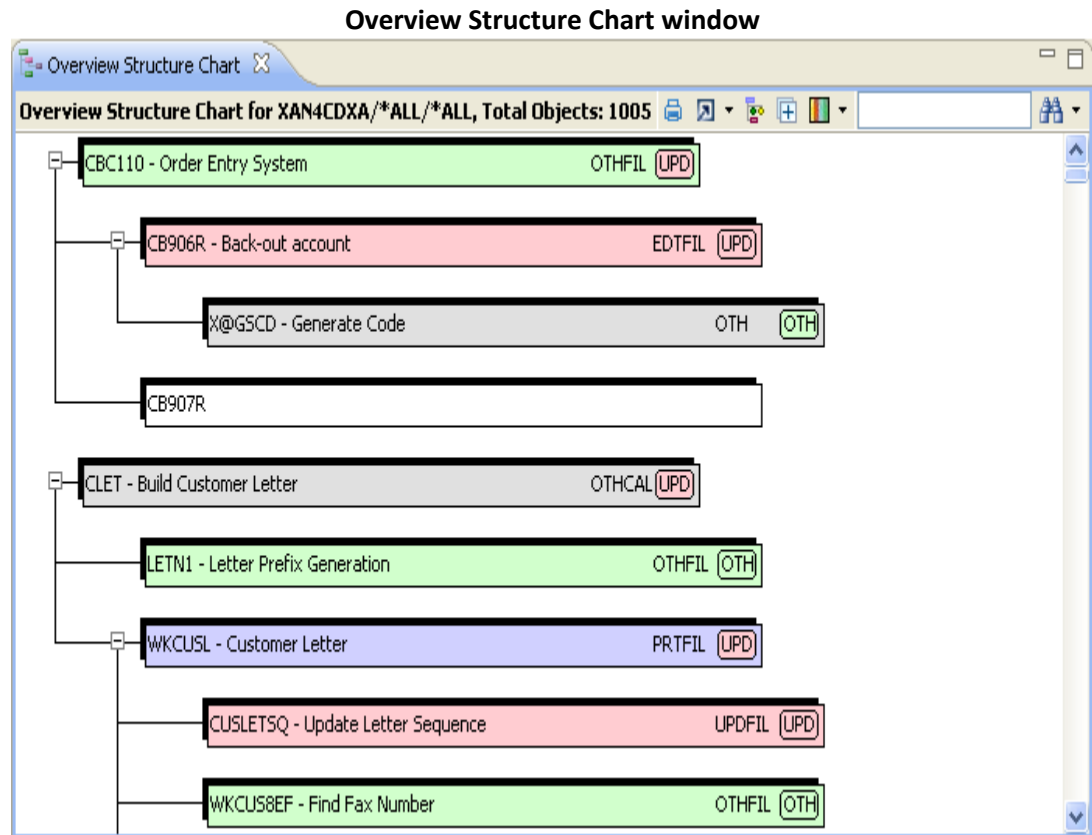 Overview Structure Chart window
Overview Structure Chart
Overview Structure Chart for XAN4CDXA/*ALL/*ALL, Total Objects: 1005
CBC110 - Order Entry System OTHFIL UPD
CB906R - Back-out account EDTFIL UPD
X@GSCD - Generate Code OTH OTH
CB907R
CLET - Build Customer Letter OTHCAL UPD
LETN1 - Letter Prefix Generation OTHFIL OTH
WKCUSL - Customer Letter PRTFIL UPD
CUSLETSQ - Update Letter Sequence UPDFIL UPD
WKCUS8EF - Find Fax Number OTHFIL OTH